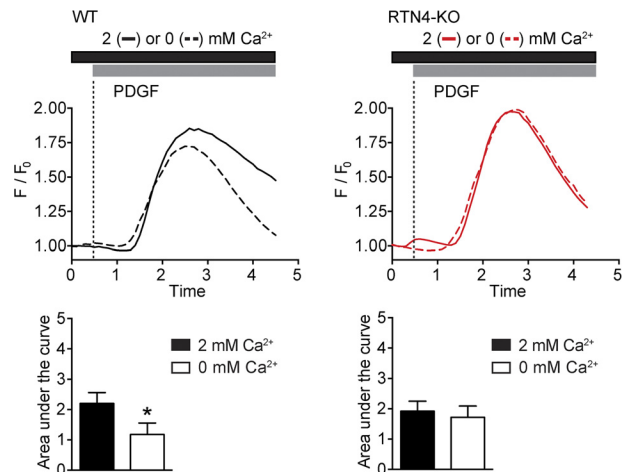 WT
2 (—) or 0 (--) mM Ca²⁺
PDGF
F / F₀
2.00
1.75
1.50
1.25
1.00
0 1 2 3 4 5
Time
RTN4-KO
2 (—) or 0 (--) mM Ca²⁺
PDGF
F / F₀
2.00
1.75
1.50
1.25
1.00
0 1 2 3 4 5
Time
Area under the curve
5
4
3
2
1
0
2 mM Ca²⁺
0 mM Ca²⁺
*
Area under the curve
5
4
3
2
1
0
2 mM Ca²⁺
0 mM Ca²⁺